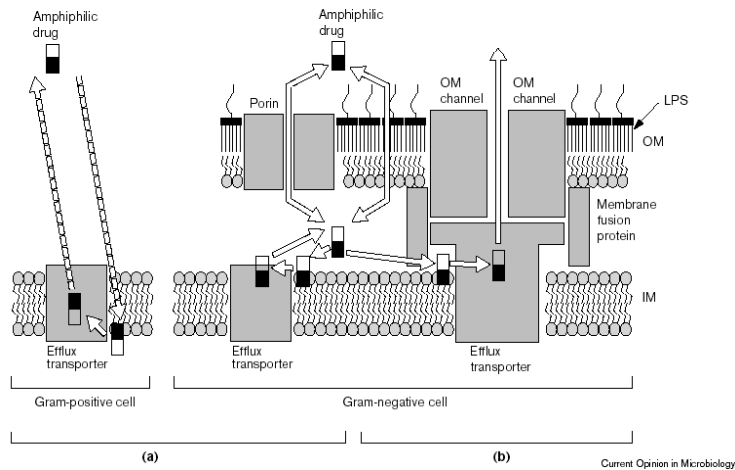 Amphiphilic
drug
Amphiphilic
drug
Porin
OM
channel
OM
channel
LPS
OM
Membrane
fusion
protein
IM
Efflux
transporter
Efflux
transporter
Efflux
transporter
Gram-positive cell
Gram-negative cell
(a)
(b)
Current Opinion in Microbiology